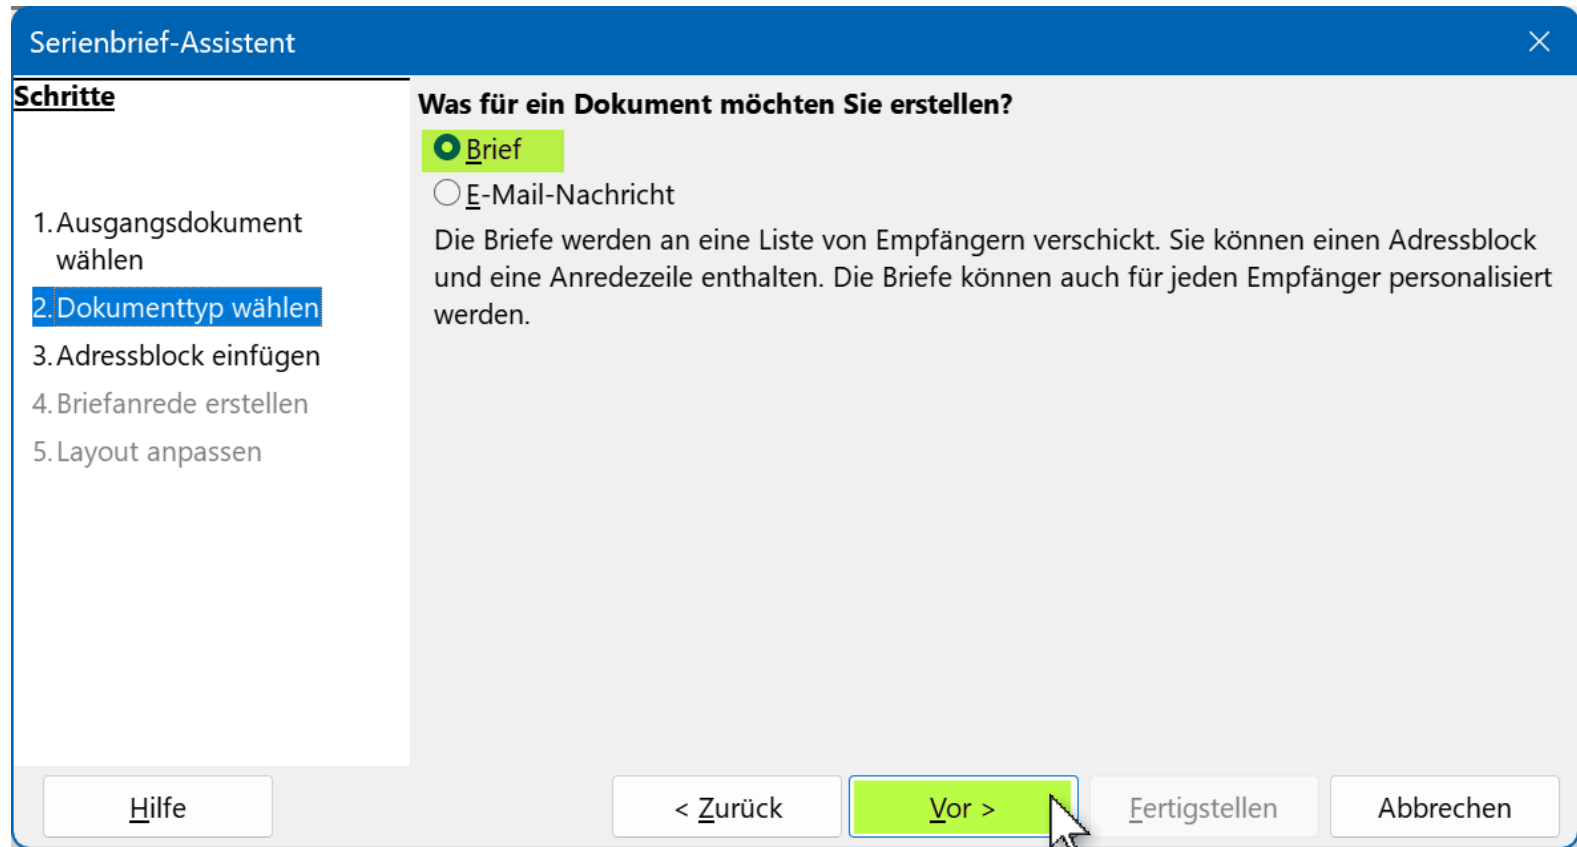 Serienbrief-Assistent
Schritte
1. Ausgangsdokument
wählen
2. Dokumenttyp wählen
3. Adressblock einfügen
4. Briefanrede erstellen
5. Layout anpassen
Was für ein Dokument möchten Sie erstellen?
Brief
E-Mail-Nachricht
Die Briefe werden an eine Liste von Empfängern verschickt. Sie können einen Adressblock
und eine Anredezeile enthalten. Die Briefe können auch für jeden Empfänger personalisiert
werden.
Hilfe
< Zurück
Vor >
Fertigstellen
Abbrechen